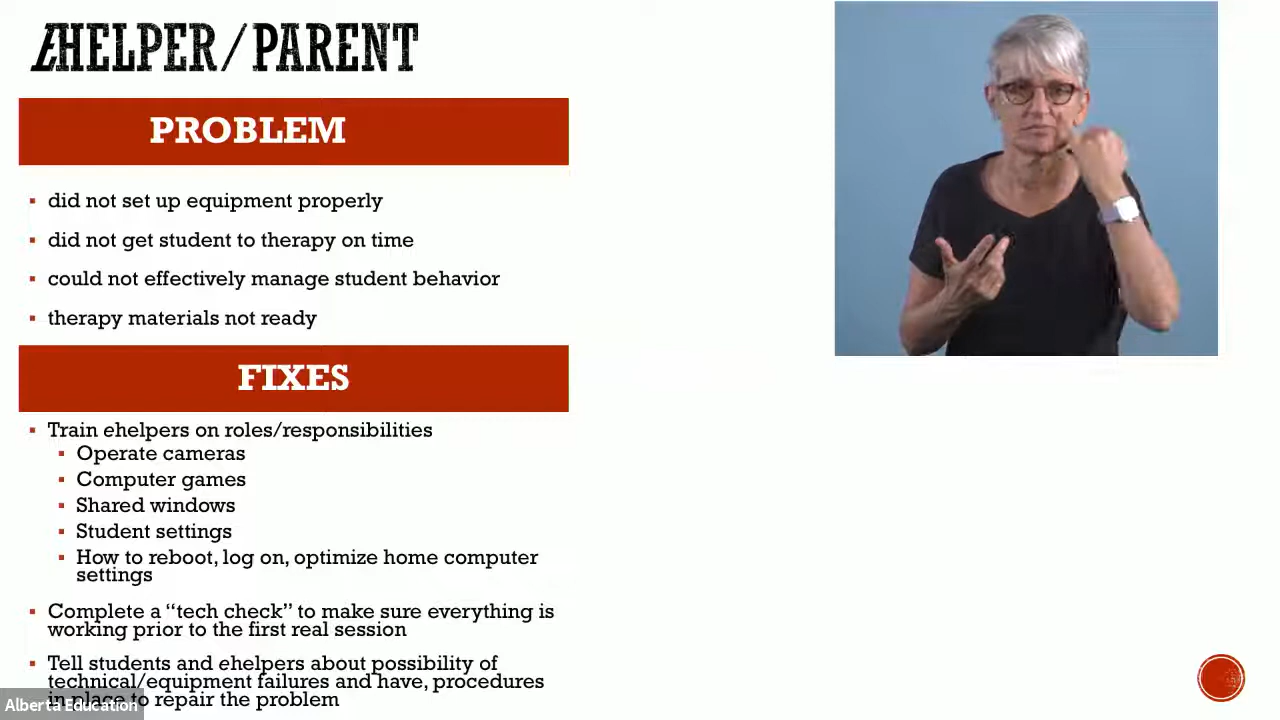 EHELPER/PARENT
PROBLEM
did not set up equipment properly
did not get student to therapy on time
could not effectively manage student behavior
therapy materials not ready
FIXES
Train ehelpers on roles/responsibilities
Operate cameras
Computer games
Shared windows
Student settings
How to reboot, log on, optimize home computer
settings
Complete a “tech check” to make sure everything is
working prior to the first real session
Tell students and ehelpers about possibility of
technical/equipment failures and have, procedures
in place to repair the problem
Alberta Education